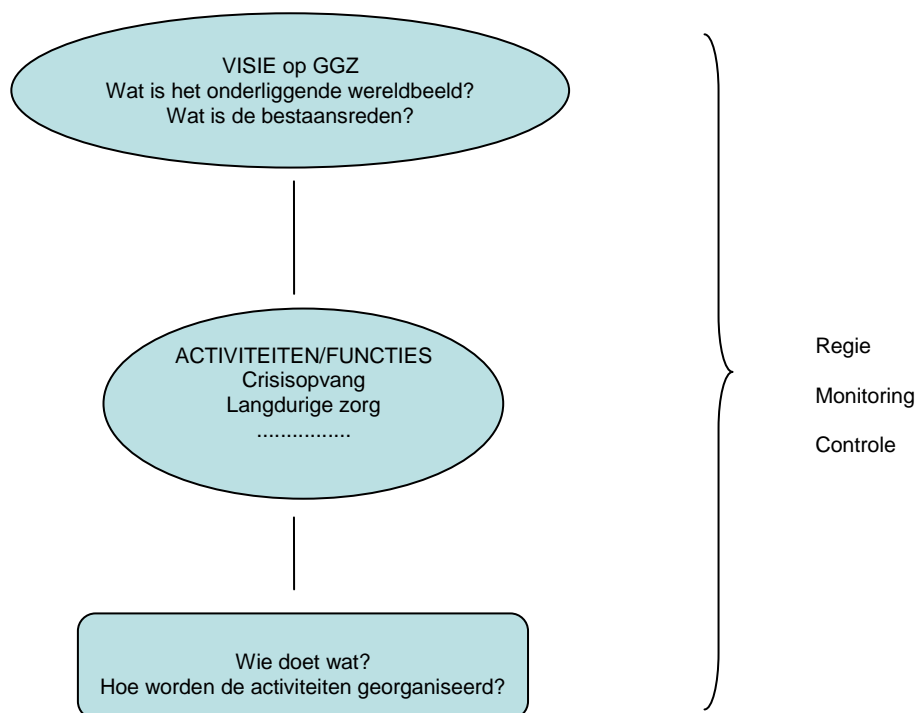 VISIE op GGZ
Wat is het onderliggende wereldbeeld?
Wat is de bestaansreden?
ACTIVITEITEN/FUNCTIES
Crisisopvang
Langdurige zorg
................
Wie doet wat?
Hoe worden de activiteiten georganiseerd?
Regie
Monitoring
Controle